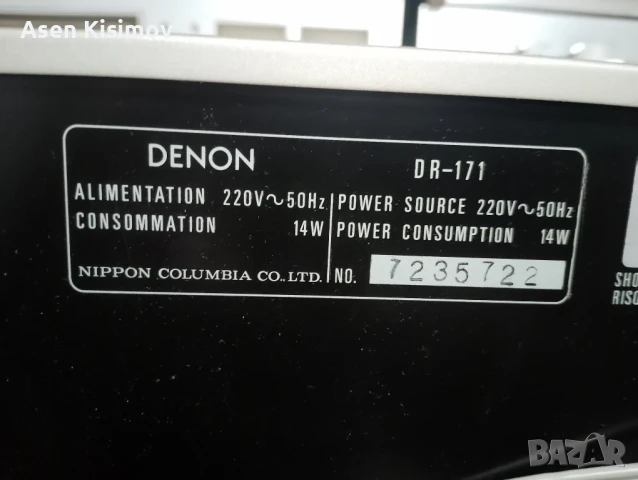 Asen Kisimov
DENON
DR-171
ALIMENTATION 220V~50Hz
CONSOMMATION 14W
POWER SOURCE 220V~50Hz
POWER CONSUMPTION 14W
NIPPON COLUMBIA CO.,LTD.
NO. 7235722
SHO
RISQ
BAZAR